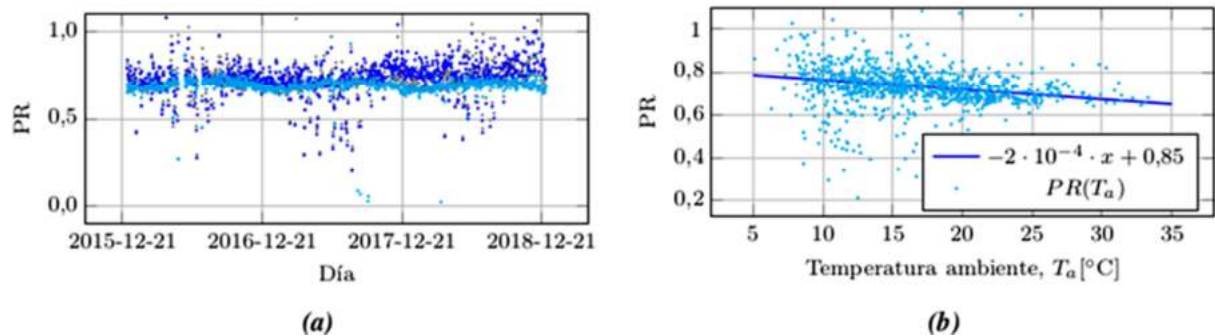 1,0
0,5
0,0
PR
2015-12-21 2016-12-21 2017-12-21 2018-12-21
Día
(a)
1
0,8
0,6
0,4
0,2
PR
−2 · 10⁻⁴ · x + 0,85
PR(Tₐ)
5 10 15 20 25 30 35
Temperatura ambiente, Tₐ[°C]
(b)